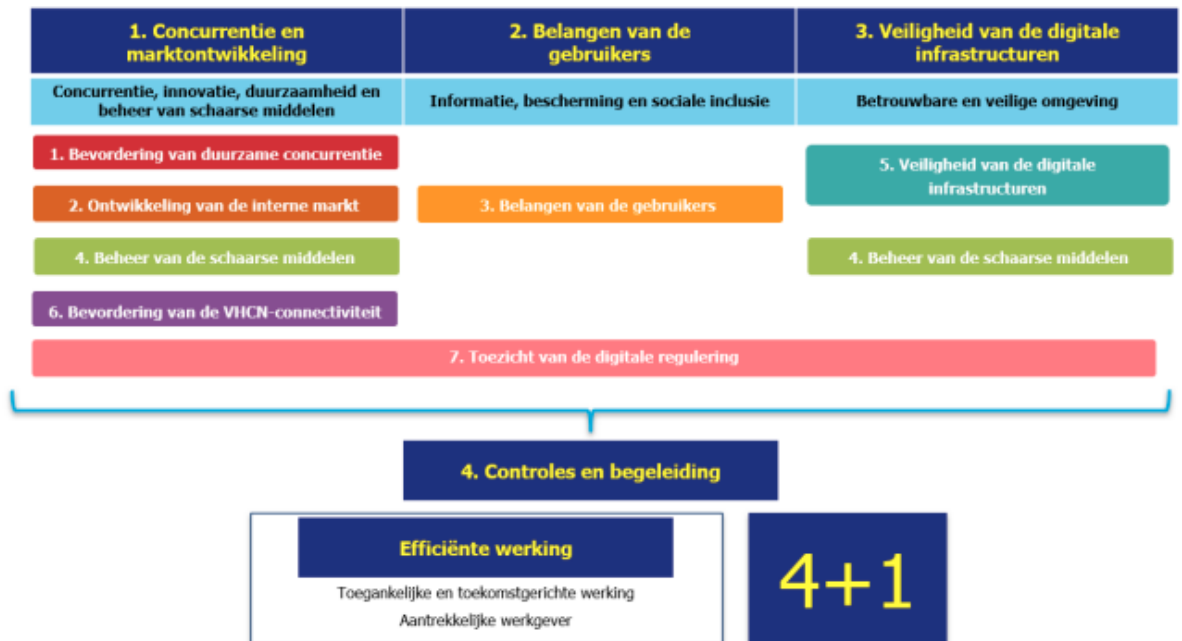 1. Concurrentie en
marktontwikkeling
2. Belangen van de
gebruikers
3. Veiligheid van de digitale
infrastructuren
Concurrentie, innovatie, duurzaamheid en
beheer van schaarse middelen
Informatie, bescherming en sociale inclusie
Betrouwbare en veilige omgeving
1. Bevordering van duurzame concurrentie
5. Veiligheid van de digitale
infrastructuren
2. Ontwikkeling van de interne markt
3. Belangen van de gebruikers
4. Beheer van de schaarse middelen
4. Beheer van de schaarse middelen
6. Bevordering van de VHCN-connectiviteit
7. Toezicht van de digitale regulering
4. Controles en begeleiding
Efficiënte werking
Toegankelijke en toekomstgerichte werking
Aantrekkelijke werkgever
4+1